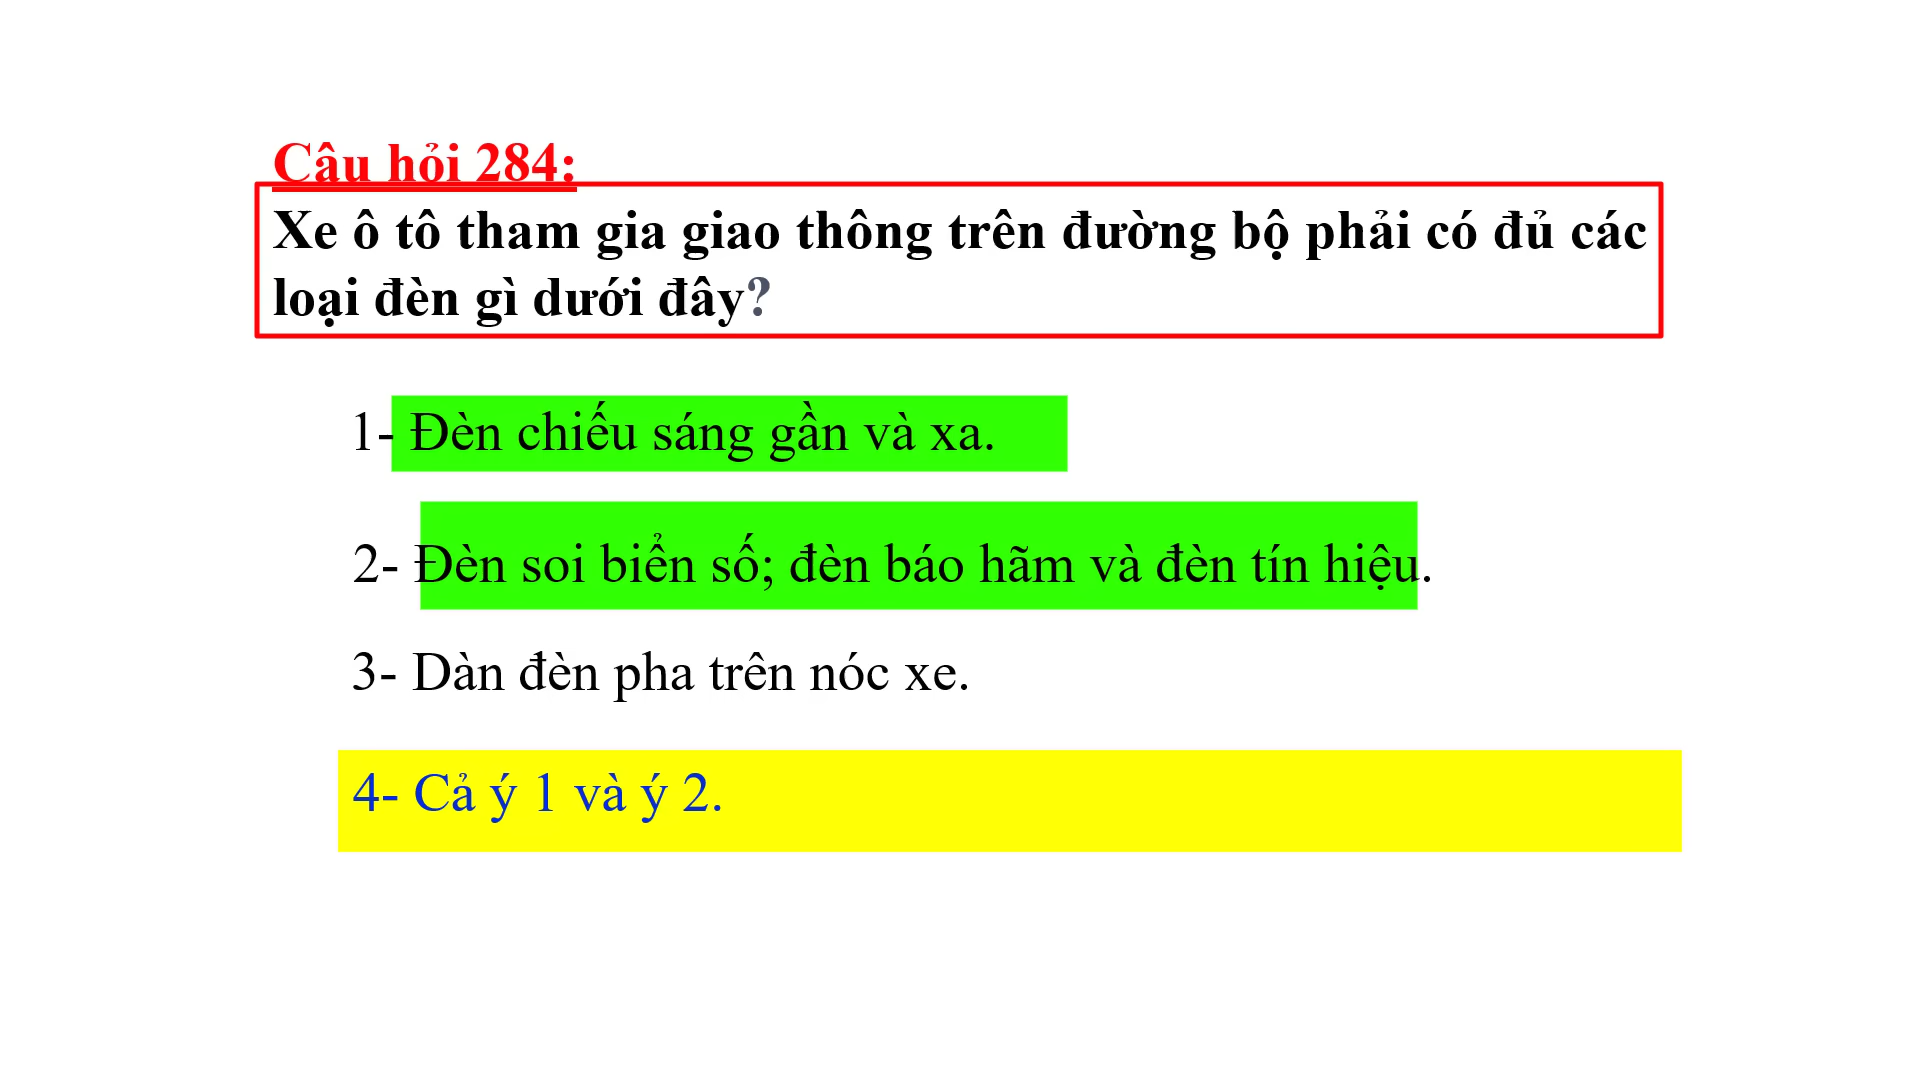 Câu hỏi 284:
Xe ô tô tham gia giao thông trên đường bộ phải có đủ các
loại đèn gì dưới đây?
1- Đèn chiếu sáng gần và xa.
2- Đèn soi biển số; đèn báo hãm và đèn tín hiệu.
3- Dàn đèn pha trên nóc xe.
4- Cả ý 1 và ý 2.